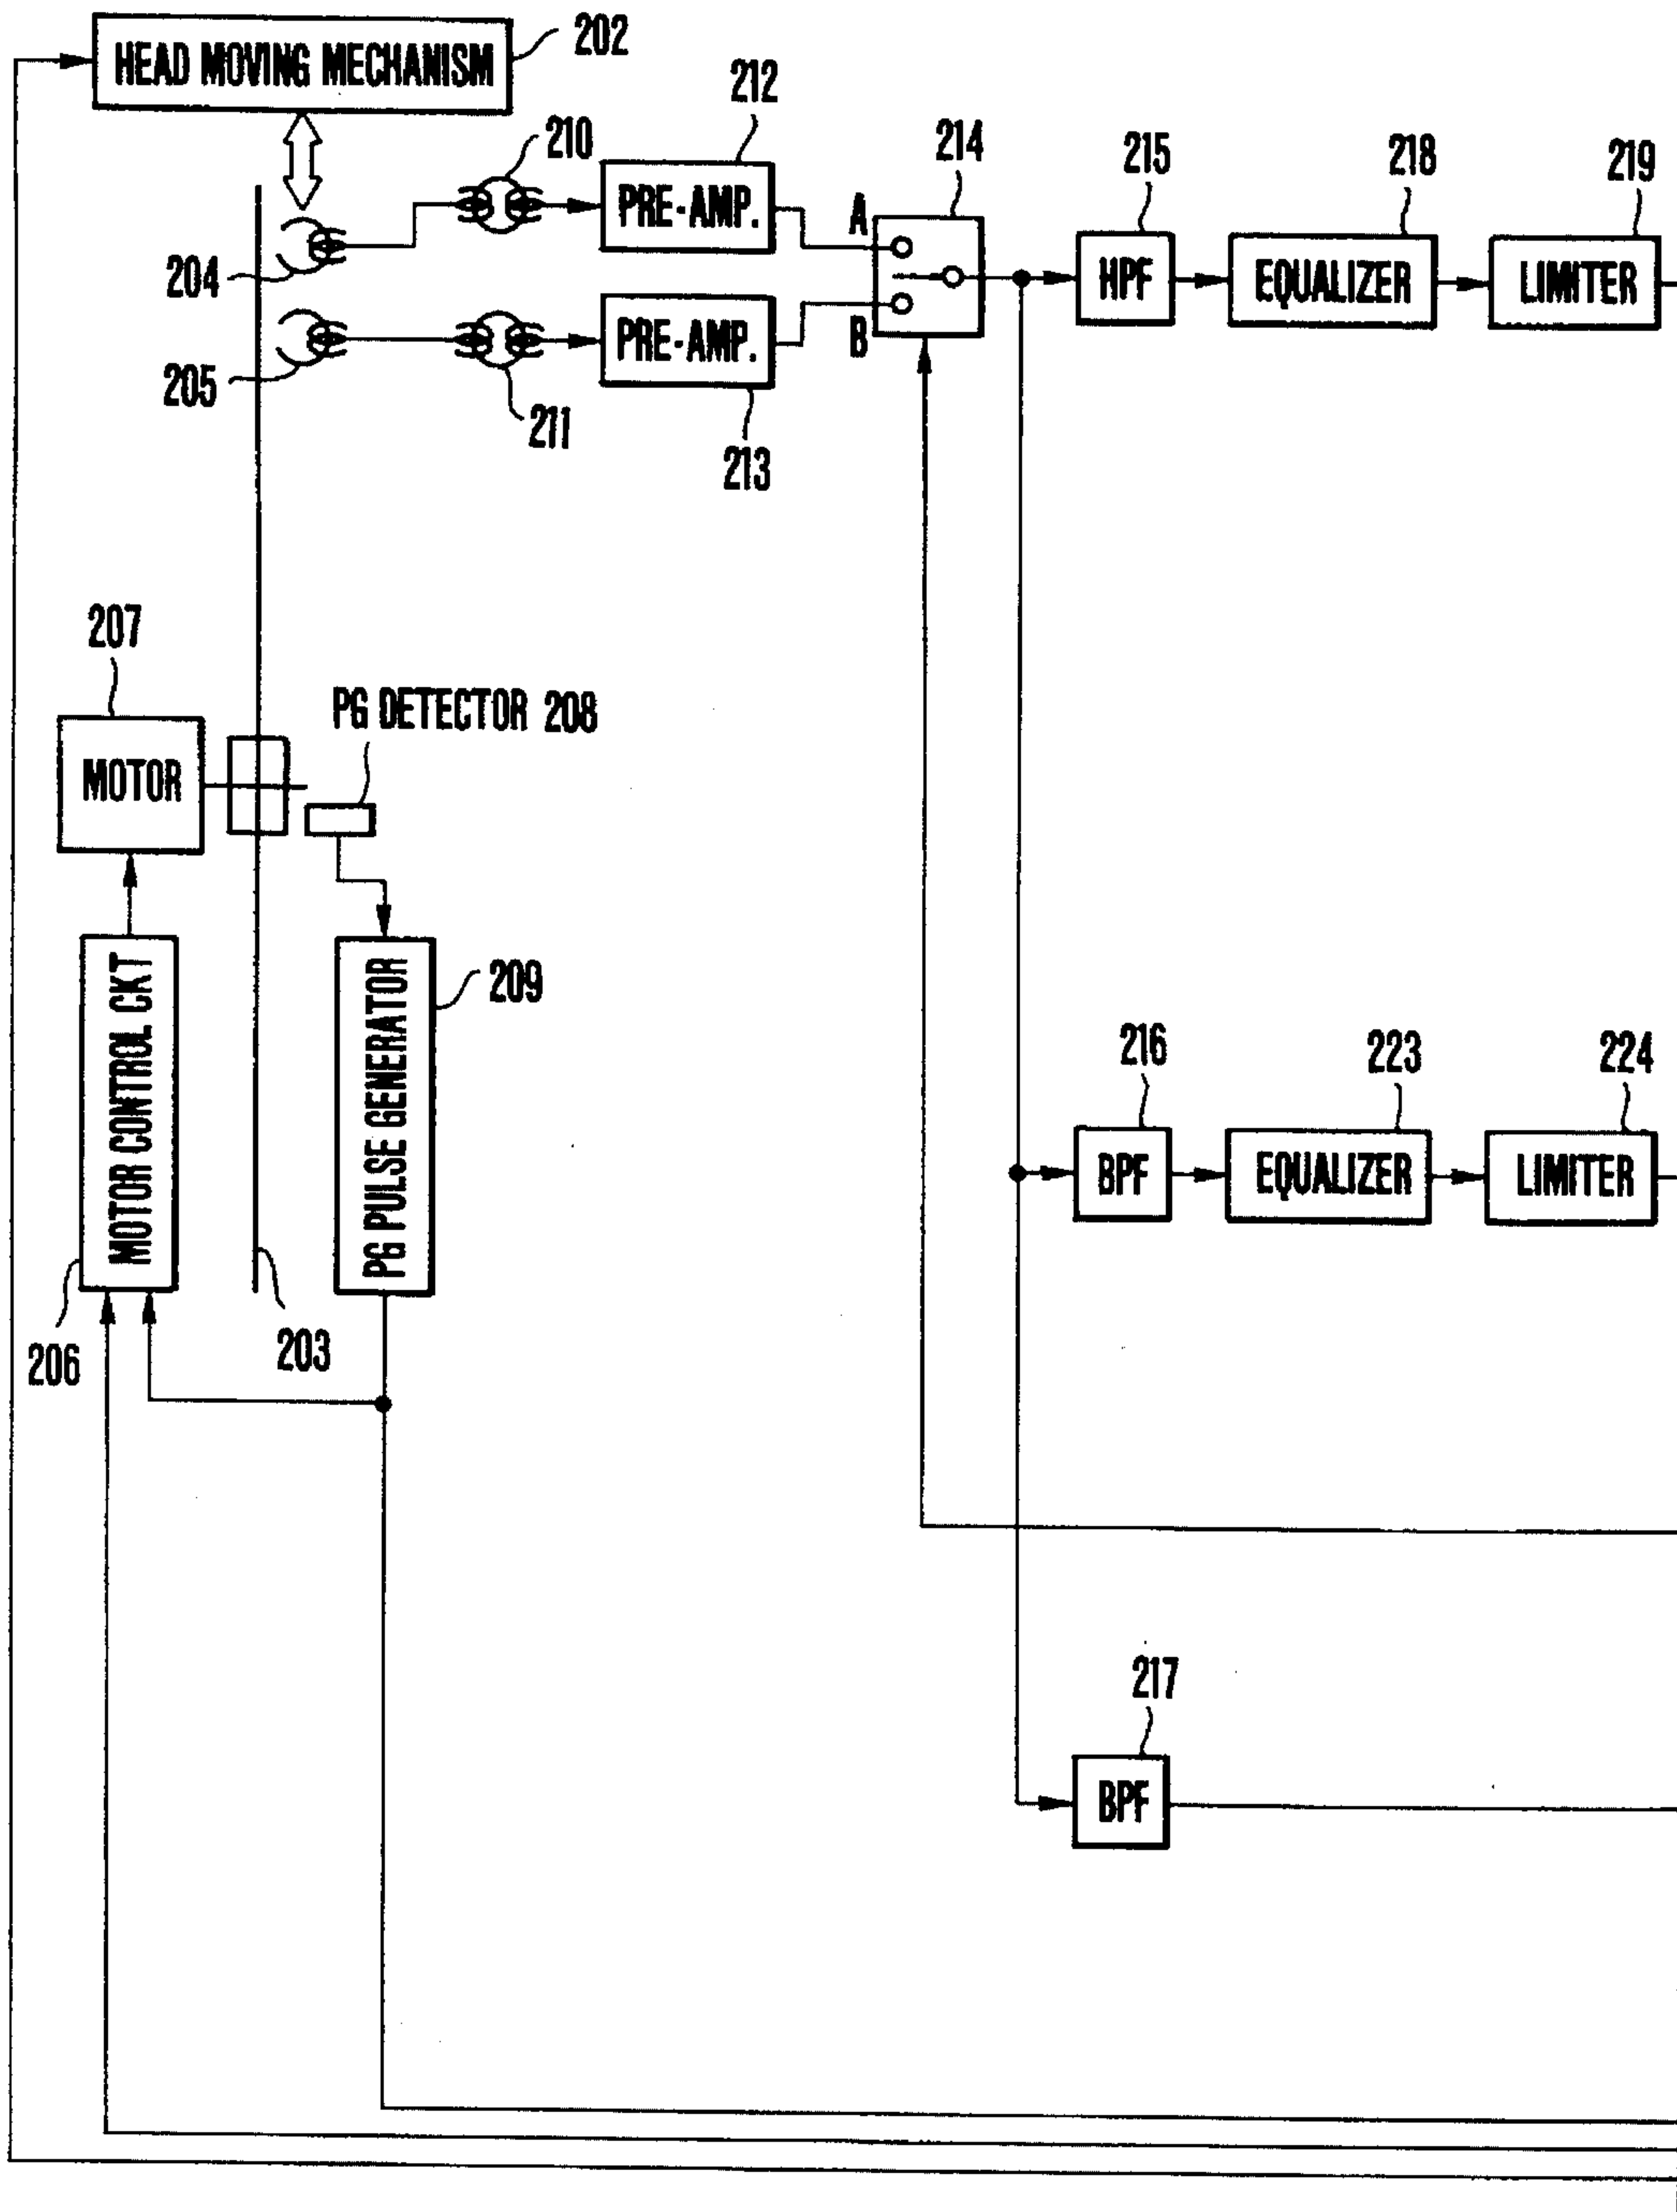 HEAD MOVING MECHANISM
202
212
210
214
215
218
219
PRE-AMP.
A
204
HPF
EQUALIZER
LIMITER
PRE-AMP.
B
205
211
213
207
PG DETECTOR 208
MOTOR
MOTOR CONTROL CKT
PG PULSE GENERATOR
209
216
223
224
BPF
EQUALIZER
LIMITER
206
203
217
BPF